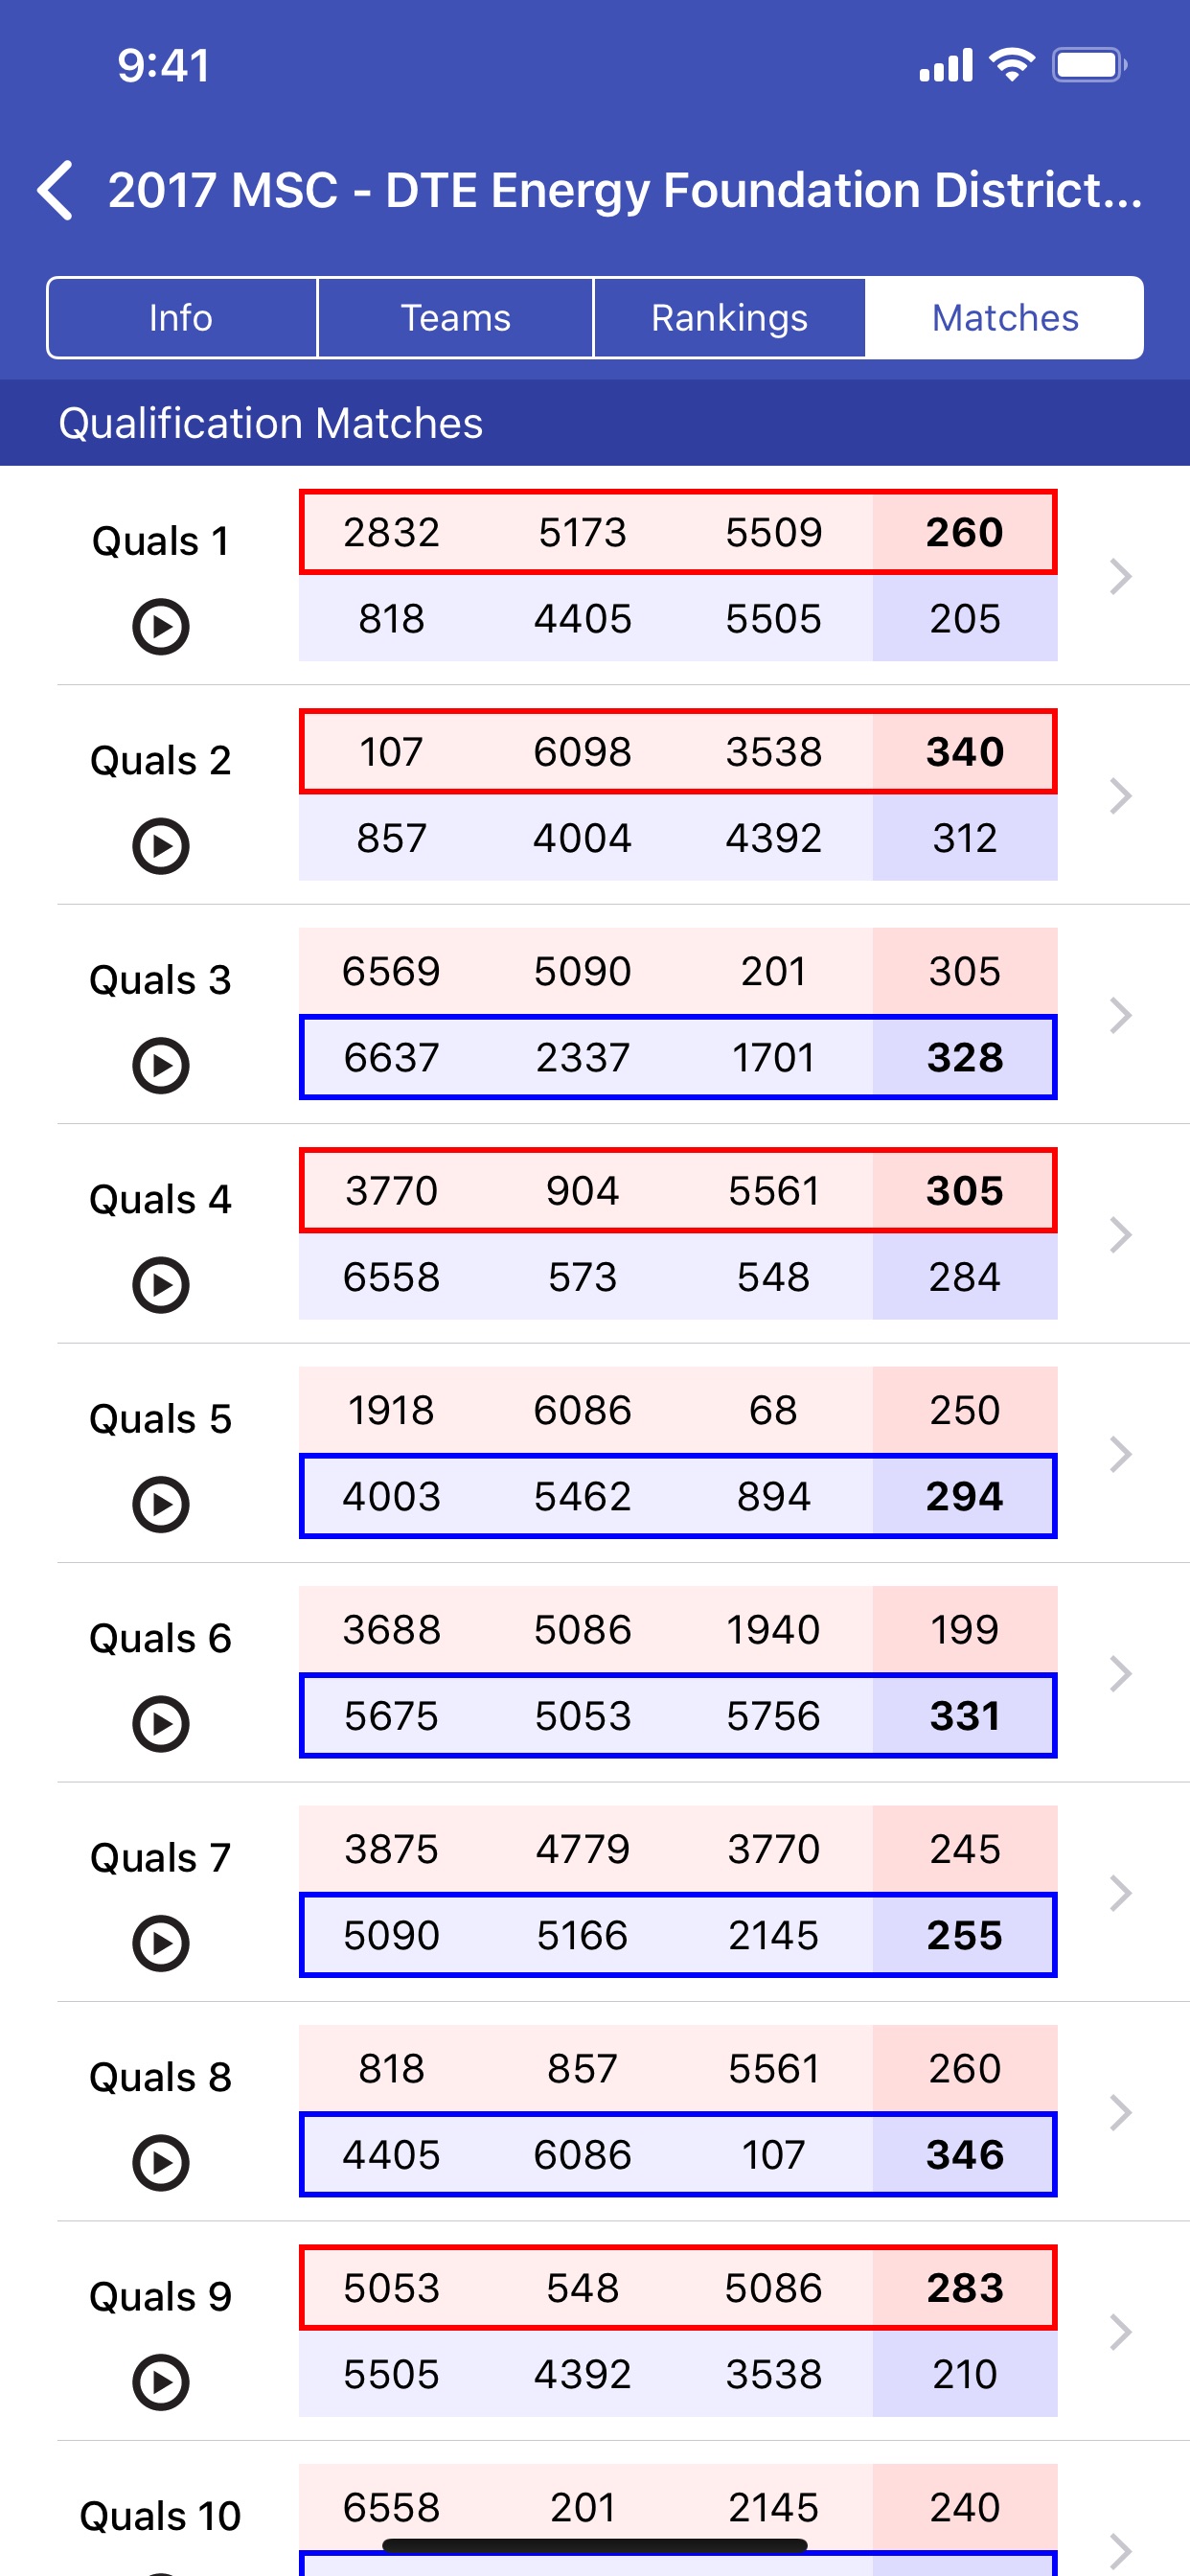 9:41
2017 MSC - DTE Energy Foundation District...
Info Teams Rankings Matches
Qualification Matches
Quals 1
2832 5173 5509 260
818 4405 5505 205
Quals 2
107 6098 3538 340
857 4004 4392 312
Quals 3
6569 5090 201 305
6637 2337 1701 328
Quals 4
3770 904 5561 305
6558 573 548 284
Quals 5
1918 6086 68 250
4003 5462 894 294
Quals 6
3688 5086 1940 199
5675 5053 5756 331
Quals 7
3875 4779 3770 245
5090 5166 2145 255
Quals 8
818 857 5561 260
4405 6086 107 346
Quals 9
5053 548 5086 283
5505 4392 3538 210
Quals 10
6558 201 2145 240